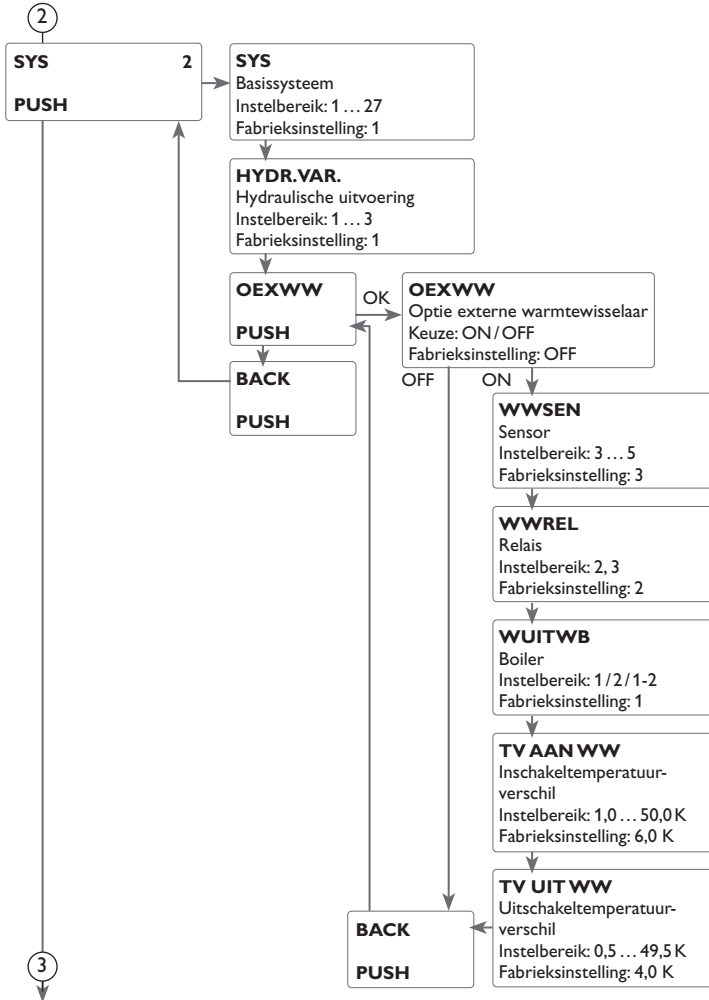 2
SYS 2
PUSH
SYS
Basissysteem
Instelbereik: 1 … 27
Fabrieksinstelling: 1
HYDR.VAR.
Hydraulische uitvoering
Instelbereik: 1 … 3
Fabrieksinstelling: 1
OEXWW
PUSH
OK
OEXWW
Optie externe warmtewisselaar
Keuze: ON / OFF
Fabrieksinstelling: OFF
BACK
PUSH
OFF
ON
WWSEN
Sensor
Instelbereik: 3 … 5
Fabrieksinstelling: 3
WWREL
Relais
Instelbereik: 2, 3
Fabrieksinstelling: 2
WUITWB
Boiler
Instelbereik: 1 / 2 / 1-2
Fabrieksinstelling: 1
TV AAN WW
Inschakeltemperatuur-
verschil
Instelbereik: 1,0 … 50,0 K
Fabrieksinstelling: 6,0 K
TV UIT WW
Uitschakeltemperatuur-
verschil
Instelbereik: 0,5 … 49,5 K
Fabrieksinstelling: 4,0 K
BACK
PUSH
3